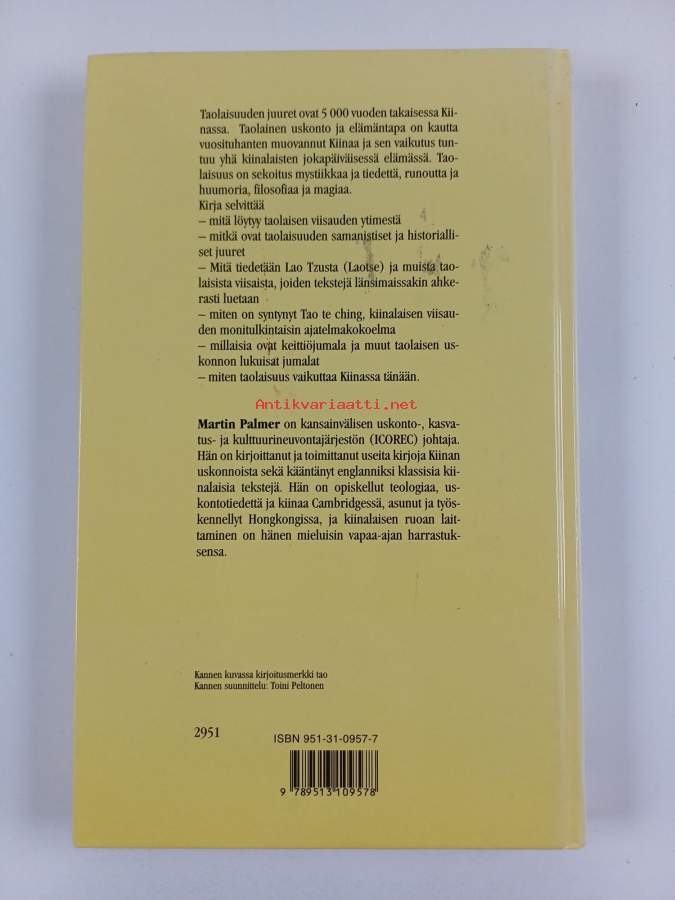 Taolaisuuden juuret ovat 5 000 vuoden takaisessa Kii-
nassa. Taolainen uskonto ja elämäntapa on kautta
vuosituhanten muovannut Kiinaa ja sen vaikutus tun-
tuu yhä kiinalaisten jokapäiväisessä elämässä. Tao-
laisuus on sekoitus mystiikkaa ja tiedettä, runoutta ja
huumoria, filosofiaa ja magiaa.
Kirja selvittää
– mitä löytyy taolaisen viisauden ytimestä
– mitkä ovat taolaisuuden samanistiset ja historialli-
set juuret
– Mitä tiedetään Lao Tzusta (Laotse) ja muista tao-
laisista viisaista, joiden tekstejä länsimaissakin ahke-
rasti luetaan
– miten on syntynyt Tao te ching, kiinalaisen viisau-
den monitulkintaisin ajatelmakokoelma
– millaisia ovat keittiöjumala ja muut taolaisen us-
konnon lukuisat jumalat
– miten taolaisuus vaikuttaa Kiinassa tänään.
Antikvariaatti.net
Martin Palmer on kansainvälisen uskonto-, kasva-
tus- ja kulttuurineuvontajärjestön (ICOREC) johtaja.
Hän on kirjoittanut ja toimittanut useita kirjoja Kiinan
uskonnoista sekä kääntänyt englanniksi klassisia kii-
nalaisia tekstejä. Hän on opiskellut teologiaa, us-
kontotiedettä ja kiinaa Cambridgessä, asunut ja työs-
kennellyt Hongkongissa, ja kiinalaisen ruoan lait-
taminen on hänen mieluisin vapaa-ajan harrastuk-
sensa.
Kannen kuvassa kirjoitusmerkki tao
Kannen suunnittelu: Toini Peltonen
2951
ISBN 951-31-0957-7
9 789513 109578